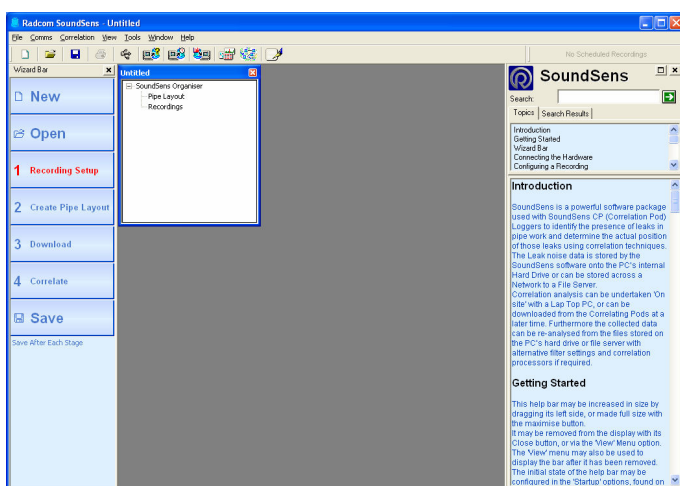 Radcom SoundSens - Untitled
File Comms Correlation View Tools Window Help
No Scheduled Recordings
Wizard Bar
New
Open
1 Recording Setup
2 Create Pipe Layout
3 Download
4 Correlate
Save
Save After Each Stage
Untitled
SoundSens Organiser
Pipe Layout
Recordings
SoundSens
Search:
Topics Search Results
Introduction
Getting Started
Wizard Bar
Connecting the Hardware
Configuring a Recording
Introduction
SoundSens is a powerful software package
used with SoundSens CP (Correlation Pod)
Loggers to identify the presence of leaks in
pipe work and determine the actual position
of those leaks using correlation techniques.
The Leak noise data is stored by the
SoundSens software onto the PC's internal
Hard Drive or can be stored across a
Network to a File Server.
Correlation analysis can be undertaken 'On
site' with a Lap Top PC, or can be
downloaded from the Correlating Pods at a
later time. Furthermore the collected data
can be re-analysed from the files stored on
the PC's hard drive or file server with
alternative filter settings and correlation
processors if required.
Getting Started
This help bar may be increased in size by
dragging its left side, or made full size with
the maximise button.
It may be removed from the display with its
Close button, or via the 'View' Menu option.
The 'View' menu may also be used to
display the bar after it has been removed.
The initial state of the help bar may be
configured in the 'Startup' options, found on